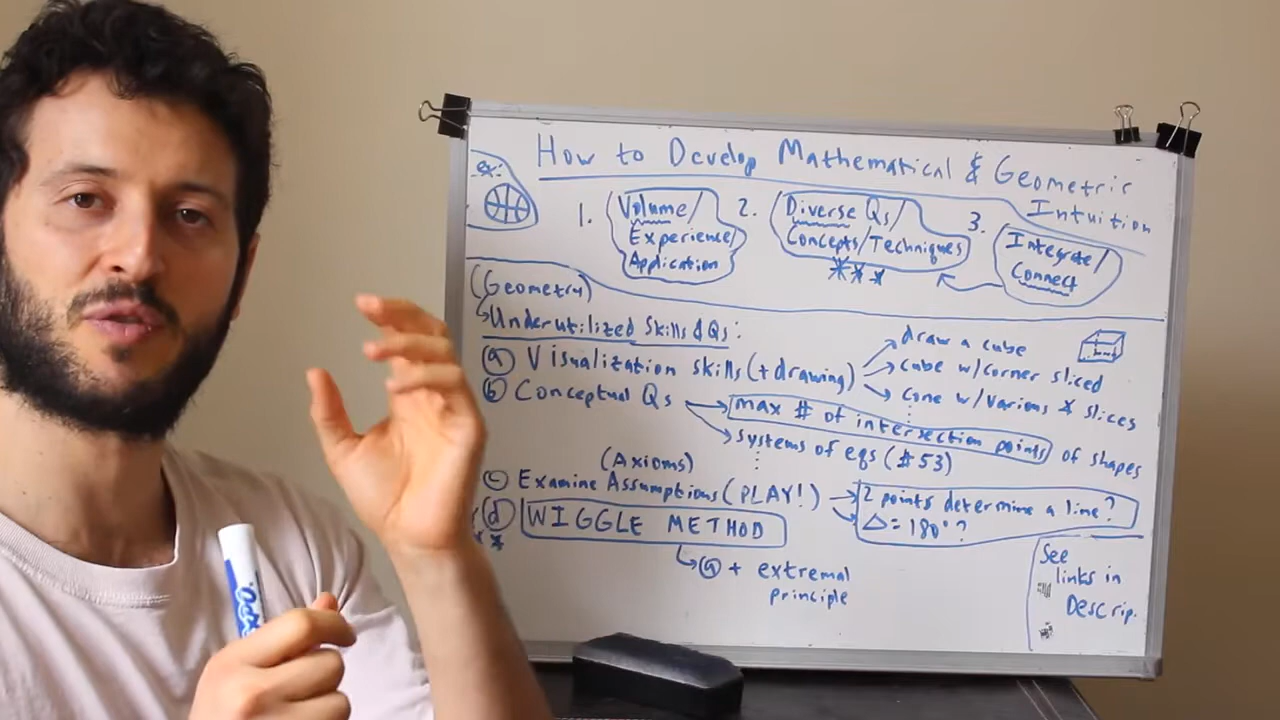 How to Develop Mathematical & Geometric
Intuition
ex:
1. Volume/
Experience/
Application
2. Diverse Qs/
Concepts/Techniques
***
3. Integrate/
Connect
(Geometry)
Underutilized Skills & Qs:
(a) Visualization skills (+ drawing)
draw a cube
cube w/corner sliced
cone w/various ∡ slices
(b) Conceptual Qs
max # of intersection points of shapes
systems of eqs (#53)
(Axioms)
(c) Examine Assumptions (PLAY!)
2 points determine a line?
Δ = 180°?
(d) WIGGLE METHOD
(a) + extremal
principle
See
links in
Descrip.